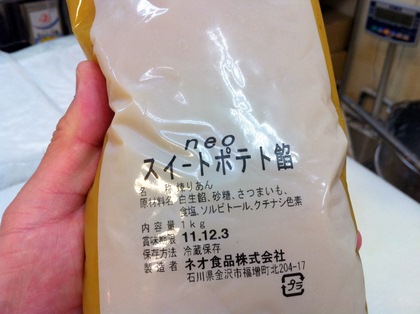 neo
スイートポテト餡
名称 練りあん
原材料名 白生餡、砂糖、さつまいも、
食塩、ソルビトール、クチナシ色素
内容量 1kg
賞味期限 11.12.3
保存方法 冷蔵保存
製造者 ネオ食品株式会社
石川県金沢市福増町北204-17
プラ